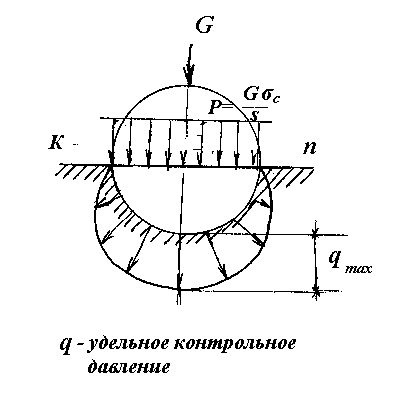 G
P= Gσc
s
K - n
q max
q - удельное контрольное
давление